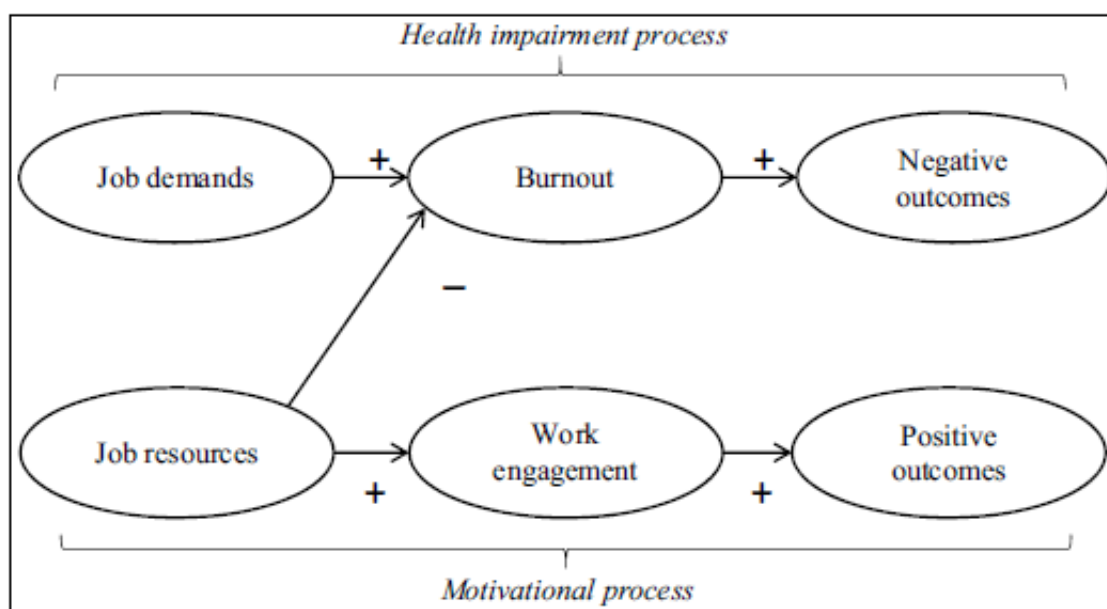 Health impairment process
Job demands
+
Burnout
+
Negative
outcomes
−
Job resources
+
Work
engagement
+
Positive
outcomes
Motivational process